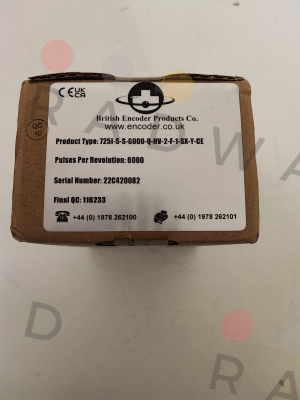 CE UK CA
British Encoder Products Co.
www.encoder.co.uk
QC 10
Product Type: 725I-S-S-6000-Q-HV-2-F-1-SX-Y-CE
Pulses Per Revolution: 6000
Serial Number: 22C420082
Final QC: 116233
+44 (0) 1978 262100 +44 (0) 1978 262101